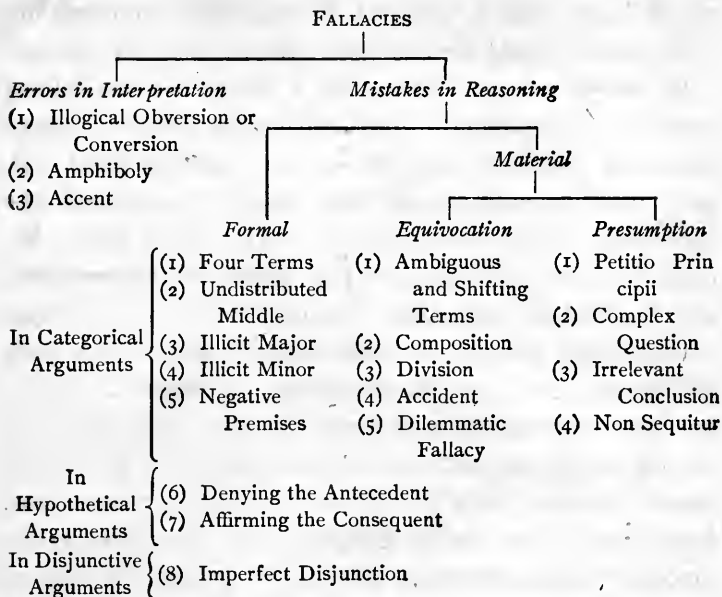 FALLACIES
Errors in Interpretation
(1) Illogical Obversion or
Conversion
(2) Amphiboly
(3) Accent
Mistakes in Reasoning
Material
Formal
Equivocation
Presumption
In Categorical
Arguments
(1) Four Terms
(2) Undistributed
Middle
(3) Illicit Major
(4) Illicit Minor
(5) Negative
Premises
(1) Ambiguous
and Shifting
Terms
(2) Composition
(3) Division
(4) Accident
(5) Dilemmatic
Fallacy
(1) Petitio Prin
cipii
(2) Complex
Question
(3) Irrelevant
Conclusion
(4) Non Sequitur
In
Hypothetical
Arguments
(6) Denying the Antecedent
(7) Affirming the Consequent
In Disjunctive
Arguments
(8) Imperfect Disjunction